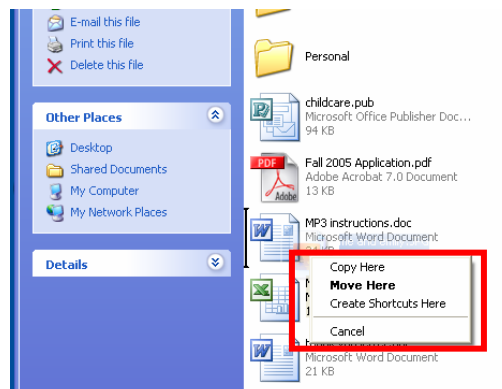 E-mail this file
Print this file
Delete this file
Other Places
Desktop
Shared Documents
My Computer
My Network Places
Details
Personal
childcare.pub
Microsoft Office Publisher Doc...
94 KB
PDF
Adobe
Fall 2005 Application.pdf
Adobe Acrobat 7.0 Document
13 KB
MP3 instructions.doc
Microsoft Word Document
Copy Here
Move Here
Create Shortcuts Here
Cancel
Microsoft Word Document
21 KB